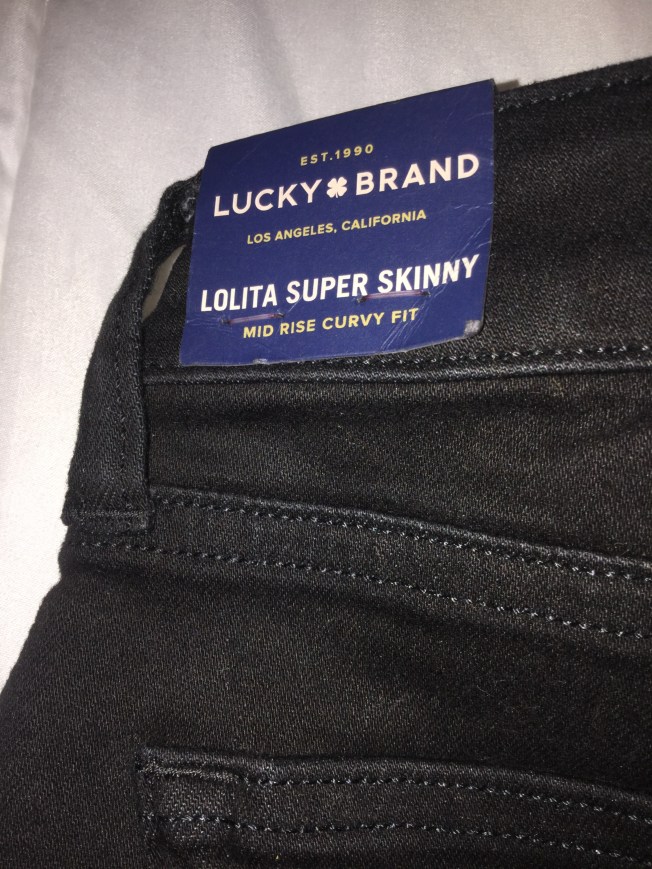 EST.1990
LUCKY BRAND
LOS ANGELES, CALIFORNIA
LOLITA SUPER SKINNY
MID RISE CURVY FIT